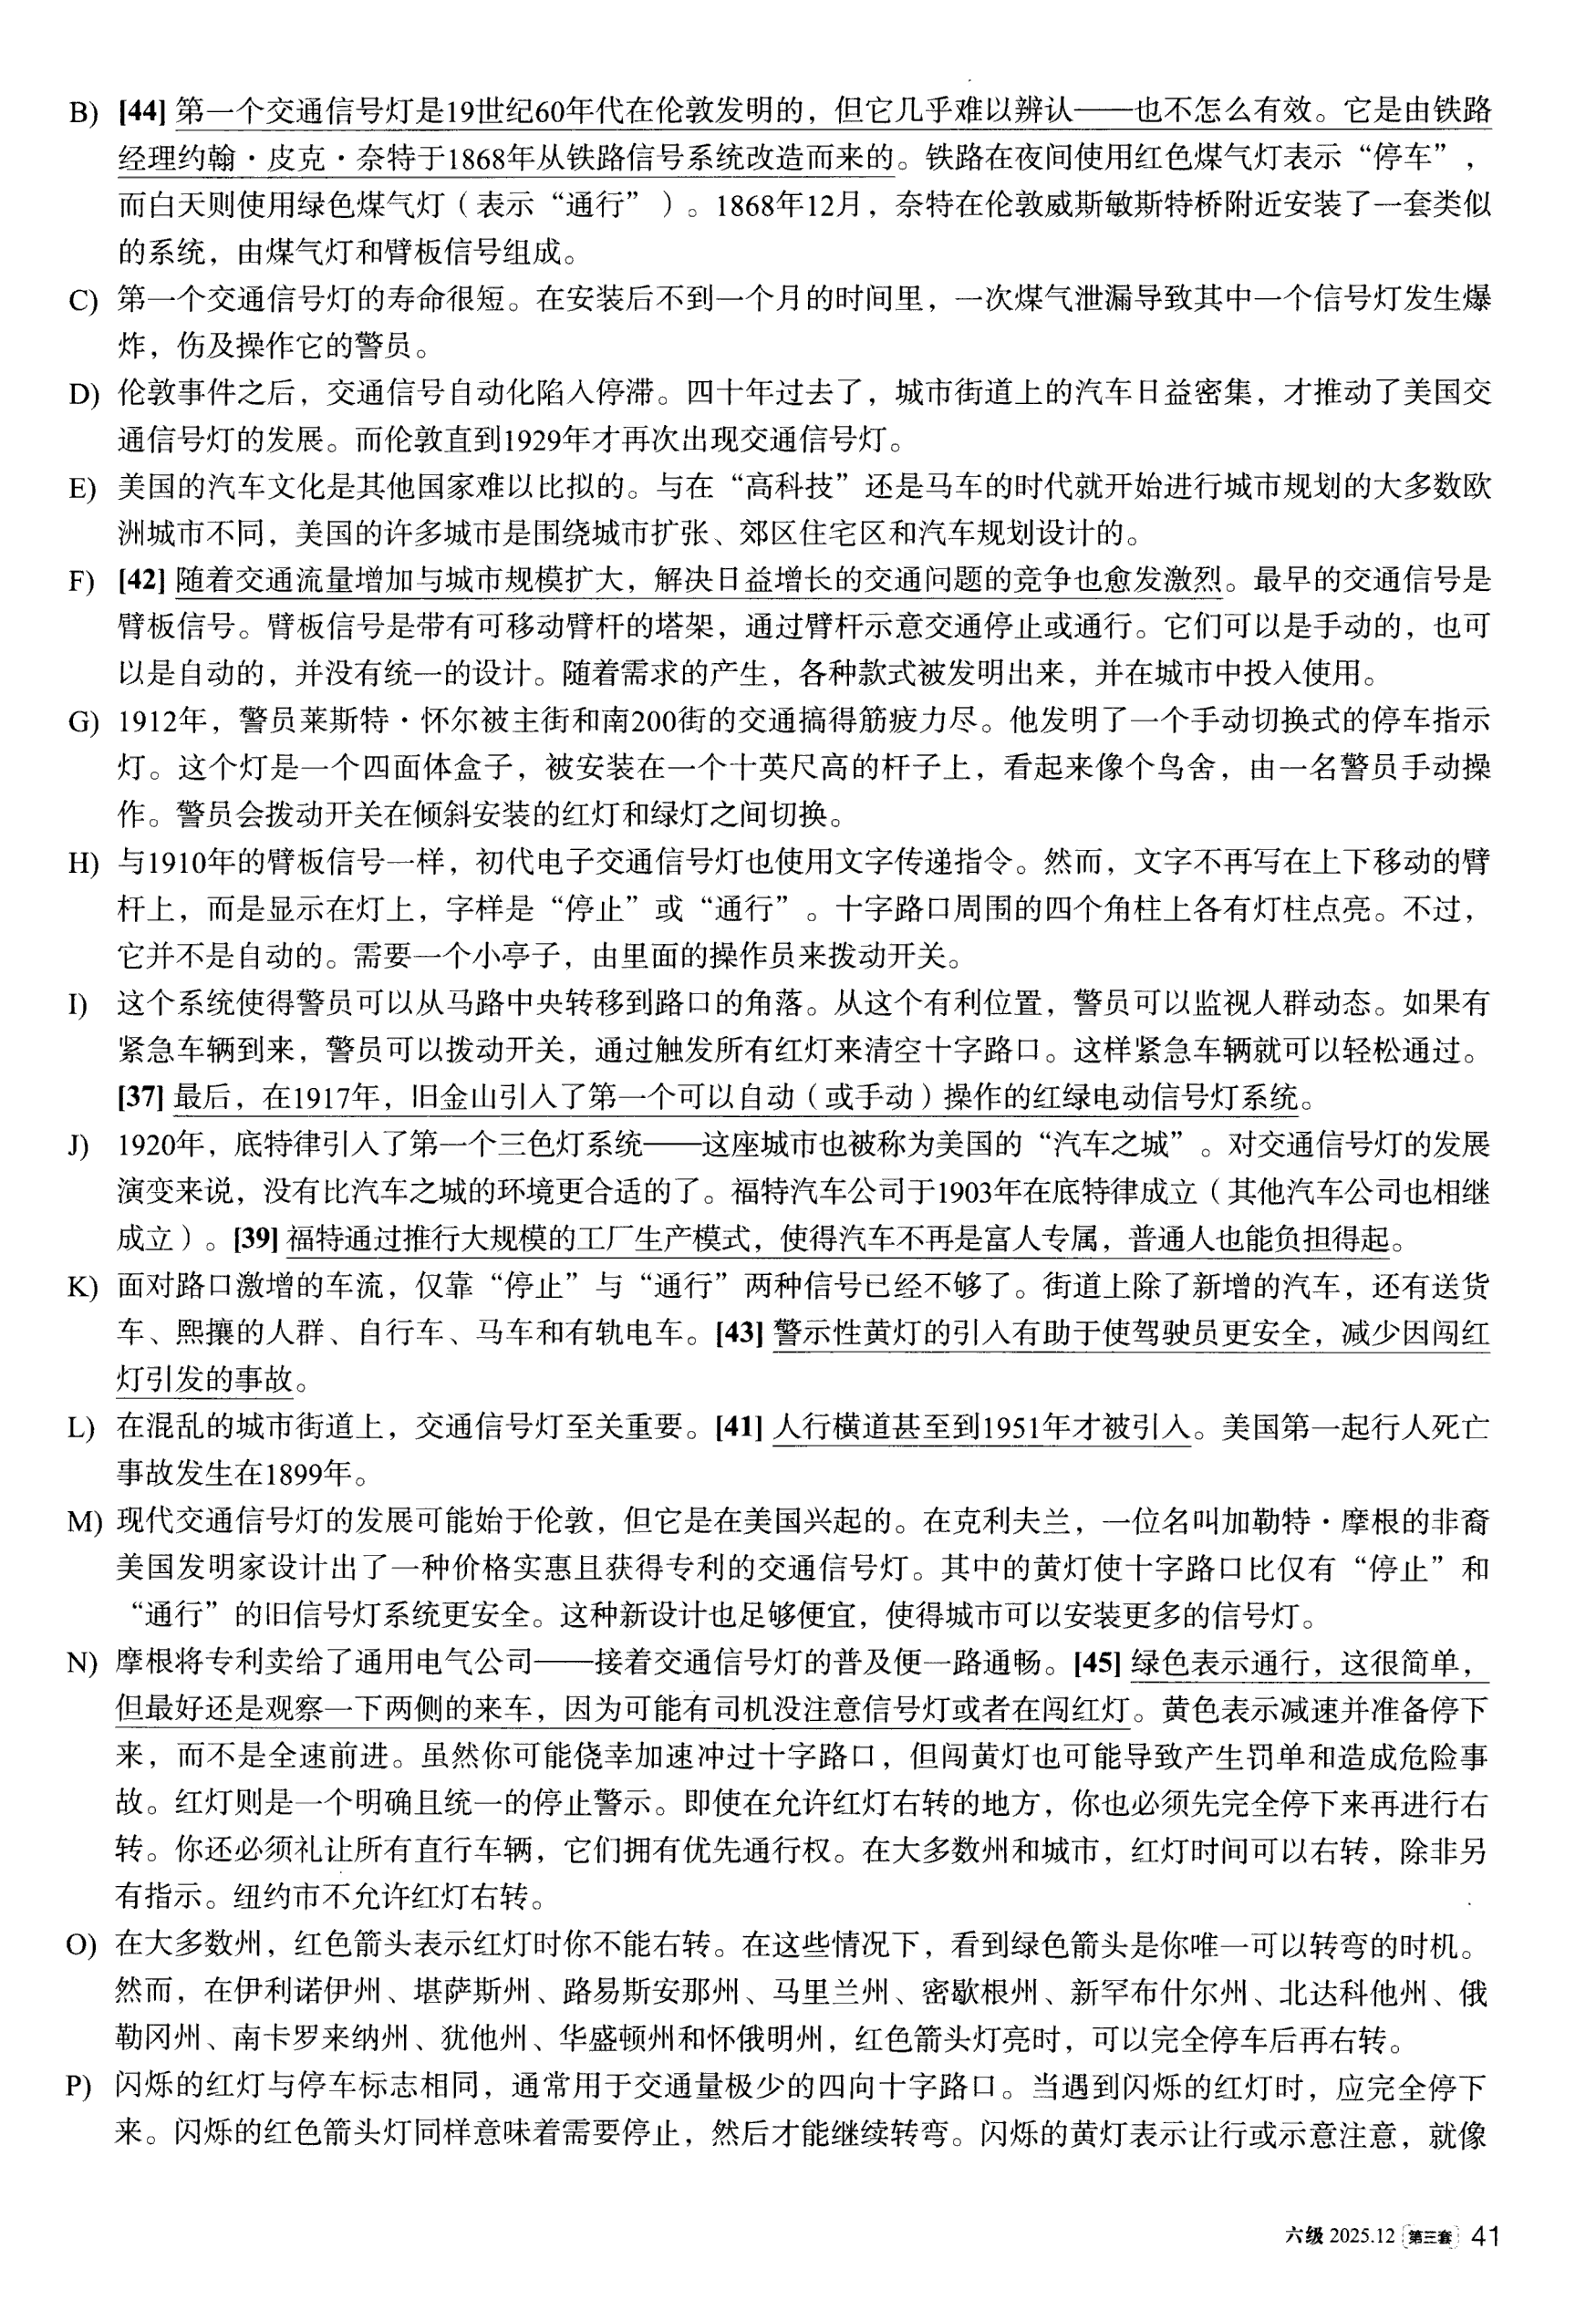 B) [44] 第一个交通信号灯是19世纪60年代在伦敦发明的，但它几乎难以辨认——也不怎么有效。它是由铁路
经理约翰·皮克·奈特于1868年从铁路信号系统改造而来的。铁路在夜间使用红色煤气灯表示“停车”，
而白天则使用绿色煤气灯（表示“通行”）。1868年12月，奈特在伦敦威斯敏斯特桥附近安装了一套类似
的系统，由煤气灯和臂板信号组成。
C) 第一个交通信号灯的寿命很短。在安装后不到一个月的时间里，一次煤气泄漏导致其中一个信号灯发生爆
炸，伤及操作它的警员。
D) 伦敦事件之后，交通信号自动化陷入停滞。四十年过去了，城市街道上的汽车日益密集，才推动了美国交
通信号灯的发展。而伦敦直到1929年才再次出现交通信号灯。
E) 美国的汽车文化是其他国家难以比拟的。与在“高科技”还是马车的时代就开始进行城市规划的大多数欧
洲城市不同，美国的许多城市是围绕城市扩张、郊区住宅区和汽车规划设计的。
F) [42] 随着交通流量增加与城市规模扩大，解决日益增长的交通问题的竞争也愈发激烈。最早的交通信号是
臂板信号。臂板信号是带有可移动臂杆的塔架，通过臂杆示意交通停止或通行。它们可以是手动的，也可
以是自动的，并没有统一的设计。随着需求的产生，各种款式被发明出来，并在城市中投入使用。
G) 1912年，警员莱斯特·怀尔被主街和南200街的交通搞得筋疲力尽。他发明了一个手动切换式的停车指示
灯。这个灯是一个四面体盒子，被安装在一个十英尺高的杆子上，看起来像个鸟舍，由一名警员手动操
作。警员会拨动开关在倾斜安装的红灯和绿灯之间切换。
H) 与1910年的臂板信号一样，初代电子交通信号灯也使用文字传递指令。然而，文字不再写在上下移动的臂
杆上，而是显示在灯上，字样是“停止”或“通行”。十字路口周围的四个角柱上各有灯柱点亮。不过，
它并不是自动的。需要一个小亭子，由里面的操作员来拨动开关。
I) 这个系统使得警员可以从马路中央转移到路口的角落。从这个有利位置，警员可以监视人群动态。如果有
紧急车辆到来，警员可以拨动开关，通过触发所有红灯来清空十字路口。这样紧急车辆就可以轻松通过。
[37] 最后，在1917年，旧金山引入了第一个可以自动（或手动）操作的红绿电动信号灯系统。
J) 1920年，底特律引入了第一个三色灯系统——这座城市也被称为美国的“汽车之城”。对交通信号灯的发展
演变来说，没有比汽车之城的环境更合适的了。福特汽车公司于1903年在底特律成立（其他汽车公司也相继
成立）。[39] 福特通过推行大规模的工厂生产模式，使得汽车不再是富人专属，普通人也能负担得起。
K) 面对路口激增的车流，仅靠“停止”与“通行”两种信号已经不够了。街道上除了新增的汽车，还有送货
车、熙攘的人群、自行车、马车和有轨电车。[43] 警示性黄灯的引入有助于使驾驶员更安全，减少因闯红
灯引发的事故。
L) 在混乱的城市街道上，交通信号灯至关重要。[41] 人行横道甚至到1951年才被引入。美国第一起行人死亡
事故发生在1899年。
M) 现代交通信号灯的发展可能始于伦敦，但它是在美国兴起的。在克利夫兰，一位名叫加勒特·摩根的非裔
美国发明家设计出了一种价格实惠且获得专利的交通信号灯。其中的黄灯使十字路口比仅有“停止”和
“通行”的旧信号灯系统更安全。这种新设计也足够便宜，使得城市可以安装更多的信号灯。
N) 摩根将专利卖给了通用电气公司——接着交通信号灯的普及便一路通畅。[45] 绿色表示通行，这很简单，
但最好还是观察一下两侧的来车，因为可能有司机没注意信号灯或者在闯红灯。黄色表示减速并准备停下
来，而不是全速前进。虽然你可能侥幸加速冲过十字路口，但闯黄灯也可能导致产生罚单和造成危险事
故。红灯则是一个明确且统一的停止警示。即使在允许红灯右转的地方，你也必须先完全停下来再进行右
转。你还必须礼让所有直行车辆，它们拥有优先通行权。在大多数州和城市，红灯时间可以右转，除非另
有指示。纽约市不允许红灯右转。
O) 在大多数州，红色箭头表示红灯时你不能右转。在这些情况下，看到绿色箭头是你唯一可以转弯的时机。
然而，在伊利诺伊州、堪萨斯州、路易斯安那州、马里兰州、密歇根州、新罕布什尔州、北达科他州、俄
勒冈州、南卡罗来纳州、犹他州、华盛顿州和怀俄明州，红色箭头灯亮时，可以完全停车后再右转。
P) 闪烁的红灯与停车标志相同，通常用于交通量极少的四向十字路口。当遇到闪烁的红灯时，应完全停下
来。闪烁的红色箭头灯同样意味着需要停止，然后才能继续转弯。闪烁的黄灯表示让行或示意注意，就像
六级 2025.12 第三套 41